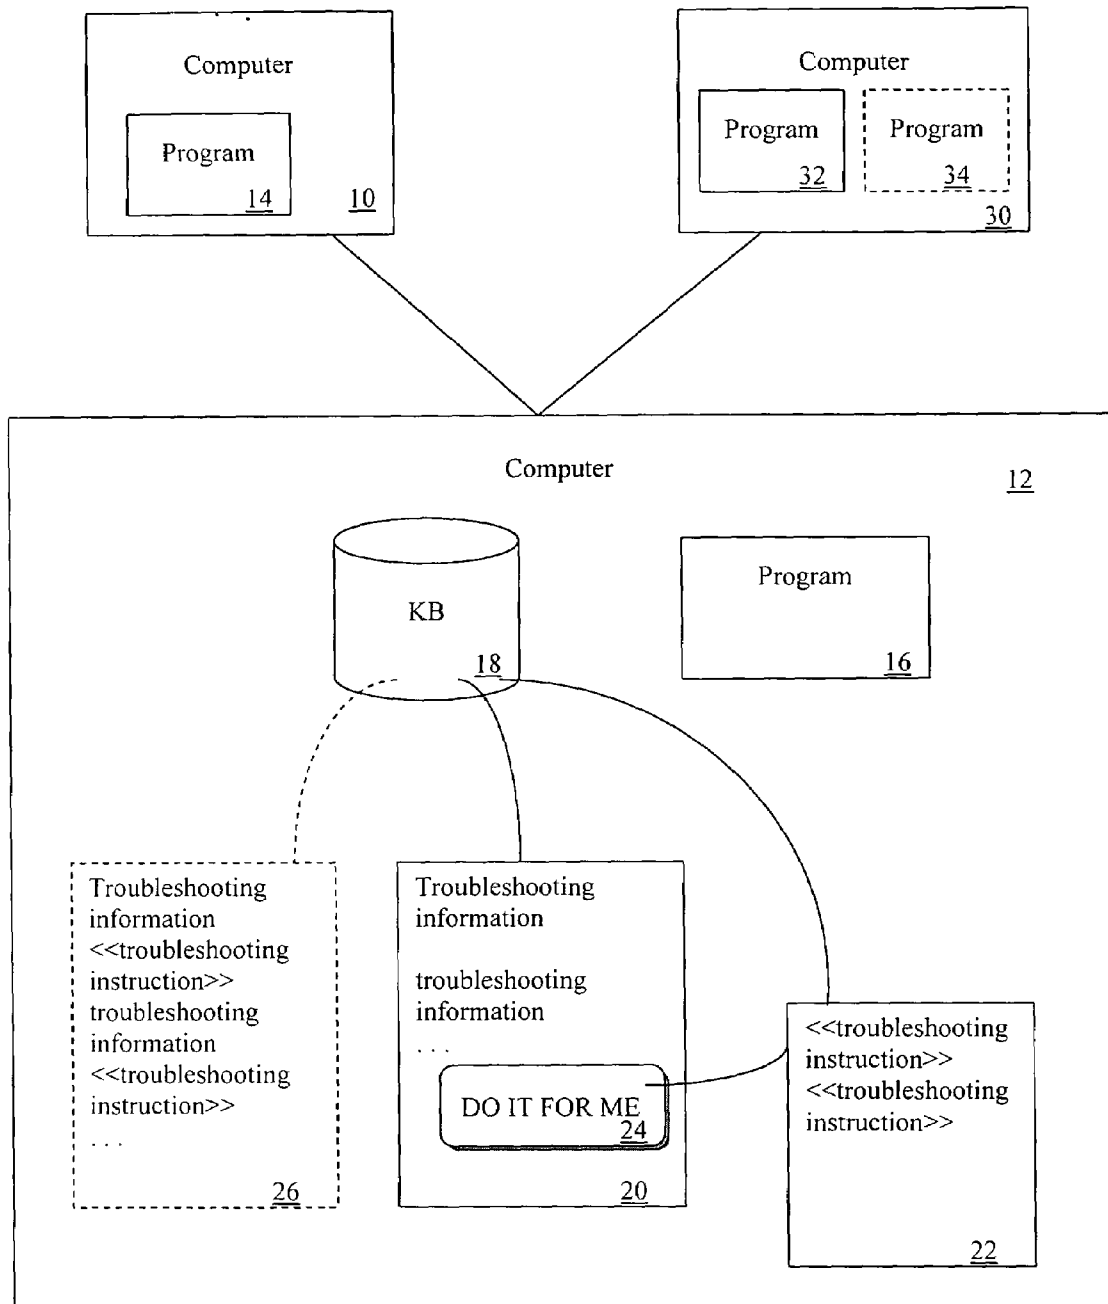 Computer
Program
14
10
Computer
Program
32
Program
34
30
Computer
12
KB
18
Program
16
Troubleshooting
information
<<troubleshooting
instruction>>
troubleshooting
information
<<troubleshooting
instruction>>
. . .
26
Troubleshooting
information
troubleshooting
information
. . .
DO IT FOR ME
24
20
<<troubleshooting
instruction>>
<<troubleshooting
instruction>>
22